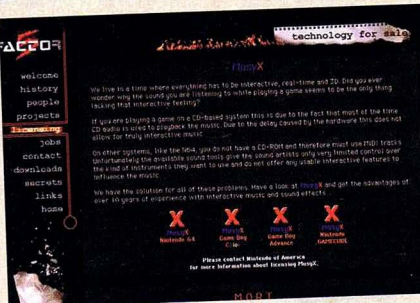 FACTOR
technology for sale
welcome
history
people
projects
licensing
jobs
contact
downloads
secrets
links
home
MusyX
We live in a time where everything has to be interactive, real-time and 3D. Did you ever
wonder why the sound you are listening to while playing a game seems to be the only thing
lacking that interactive feeling?
If you are playing a game on a CD-based system this is due to the fact that most of the time
CD audio is used to playback the music. Due to the delay caused by the hardware this does not
allow for truly interactive music
On other systems, like the N64, you do not have a CD-ROM and therefore must use MIDI tracks
Unfortunately the available sound tools give the sound artists only very limited control over
the kind of instruments they want to use and do not offer any usable interactive features to
influence the music.
We have the solution for all of these problems. Have a look at MusyX and get the advantages of
over 10 years of experience with interactive music and sound effects
X X X X
MusyX MusyX MusyX MusyX
Nintendo 64 Game Boy Game Boy Nintendo
Color Advance GAMECUBE
Please contact Nintendo of America
for more information about licensing MusyX.
MORT